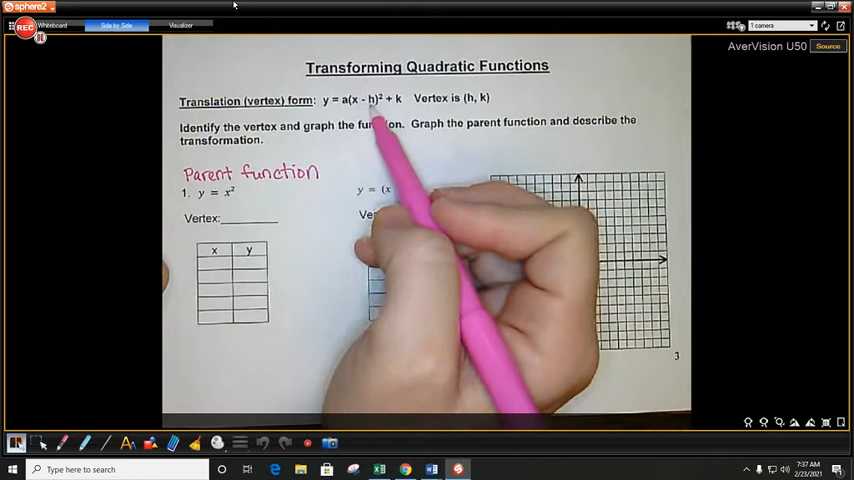 sphere2
REC
Whiteboard
Side by Side
Visualizer
1 camera
AverVision U50
Source
Transforming Quadratic Functions
Translation (vertex) form: y = a(x - h)² + k Vertex is (h, k)
Identify the vertex and graph the function. Graph the parent function and describe the
transformation.
Parent function
1. y = x²
y = (x
Vertex:________
x y
3
Type here to search
7:37 AM
2/23/2021